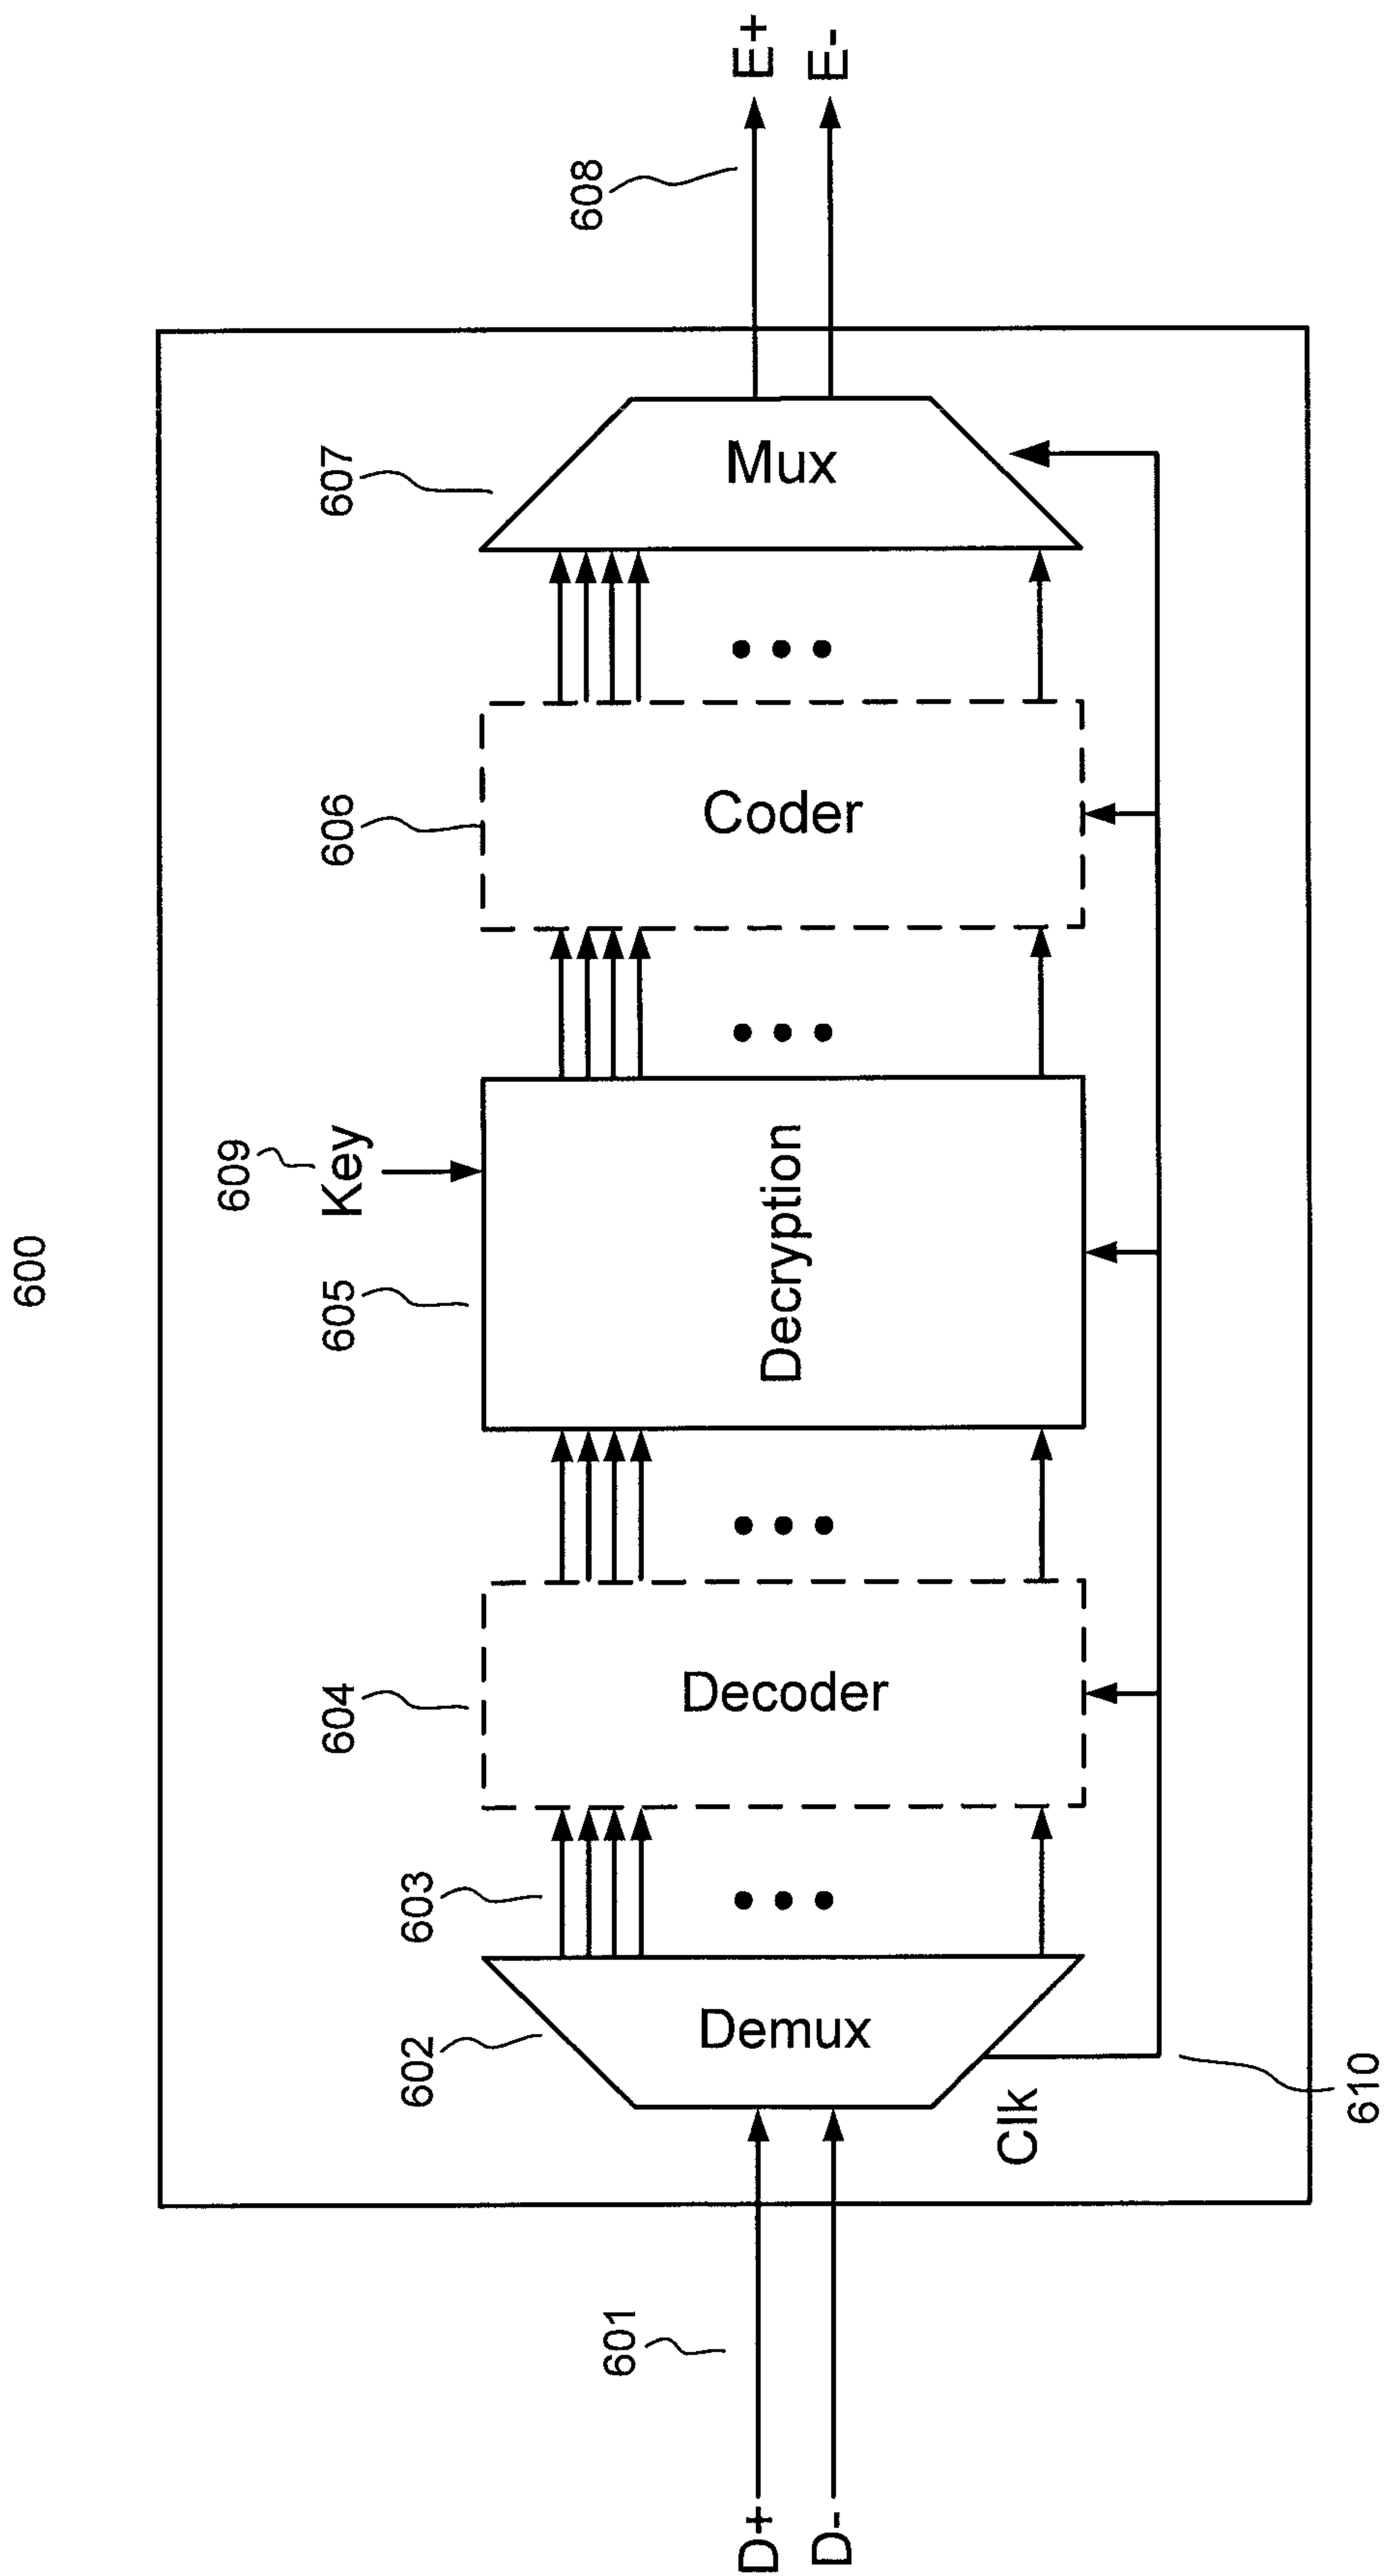 600
609
Key
602
603
604
605
606
607
608
601
D+
D-
Demux
Decoder
Decryption
Coder
Mux
E+
E-
Clk
610